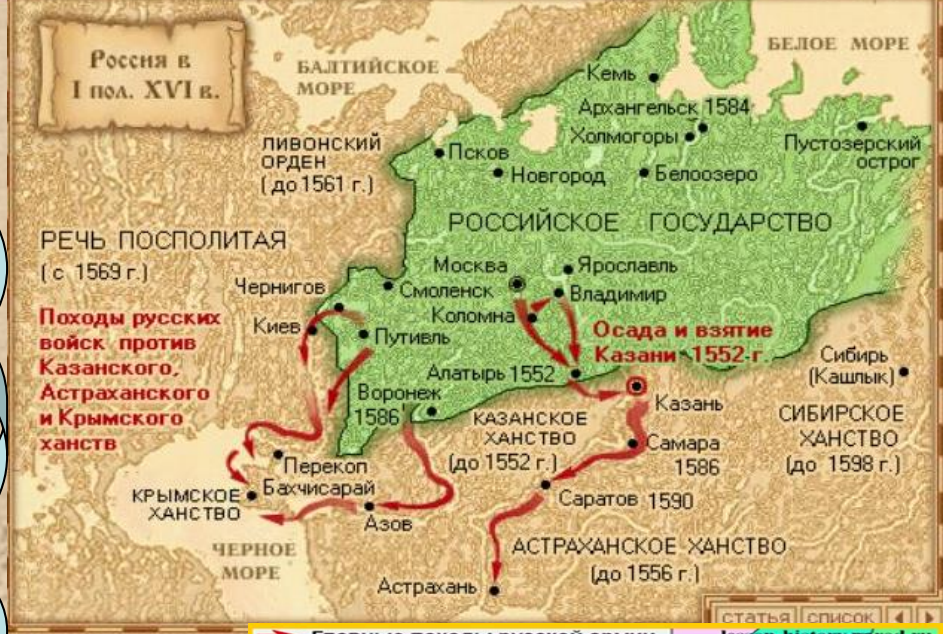 Россия в
I пол. XVI в.
БАЛТИЙСКОЕ
МОРЕ
БЕЛОЕ МОРЕ
Кемь
Архангельск 1584
Холмогоры
Пустозерский
острог
ЛИВОНСКИЙ
ОРДЕН
(до 1561 г.)
Псков
Новгород
Белоозеро
РОССИЙСКОЕ ГОСУДАРСТВО
РЕЧЬ ПОСПОЛИТАЯ
(с 1569 г.)
Москва
Ярославль
Чернигов
Смоленск
Владимир
Коломна
Киев
Путивль
Походы русских
войск против
Казанского,
Астраханского
и Крымского
ханств
Осада и взятие
Казани 1552 г.
Алатырь 1552
Сибирь
(Кашлык)
Воронеж
1586
Казань
КАЗАНСКОЕ
ХАНСТВО
(до 1552 г.)
СИБИРСКОЕ
ХАНСТВО
(до 1598 г.)
Самара
1586
Перекоп
Бахчисарай
КРЫМСКОЕ
ХАНСТВО
Саратов 1590
Азов
ЧЕРНОЕ
МОРЕ
АСТРАХАНСКОЕ ХАНСТВО
(до 1556 г.)
Астрахань
статья список
Главные походы русской армии